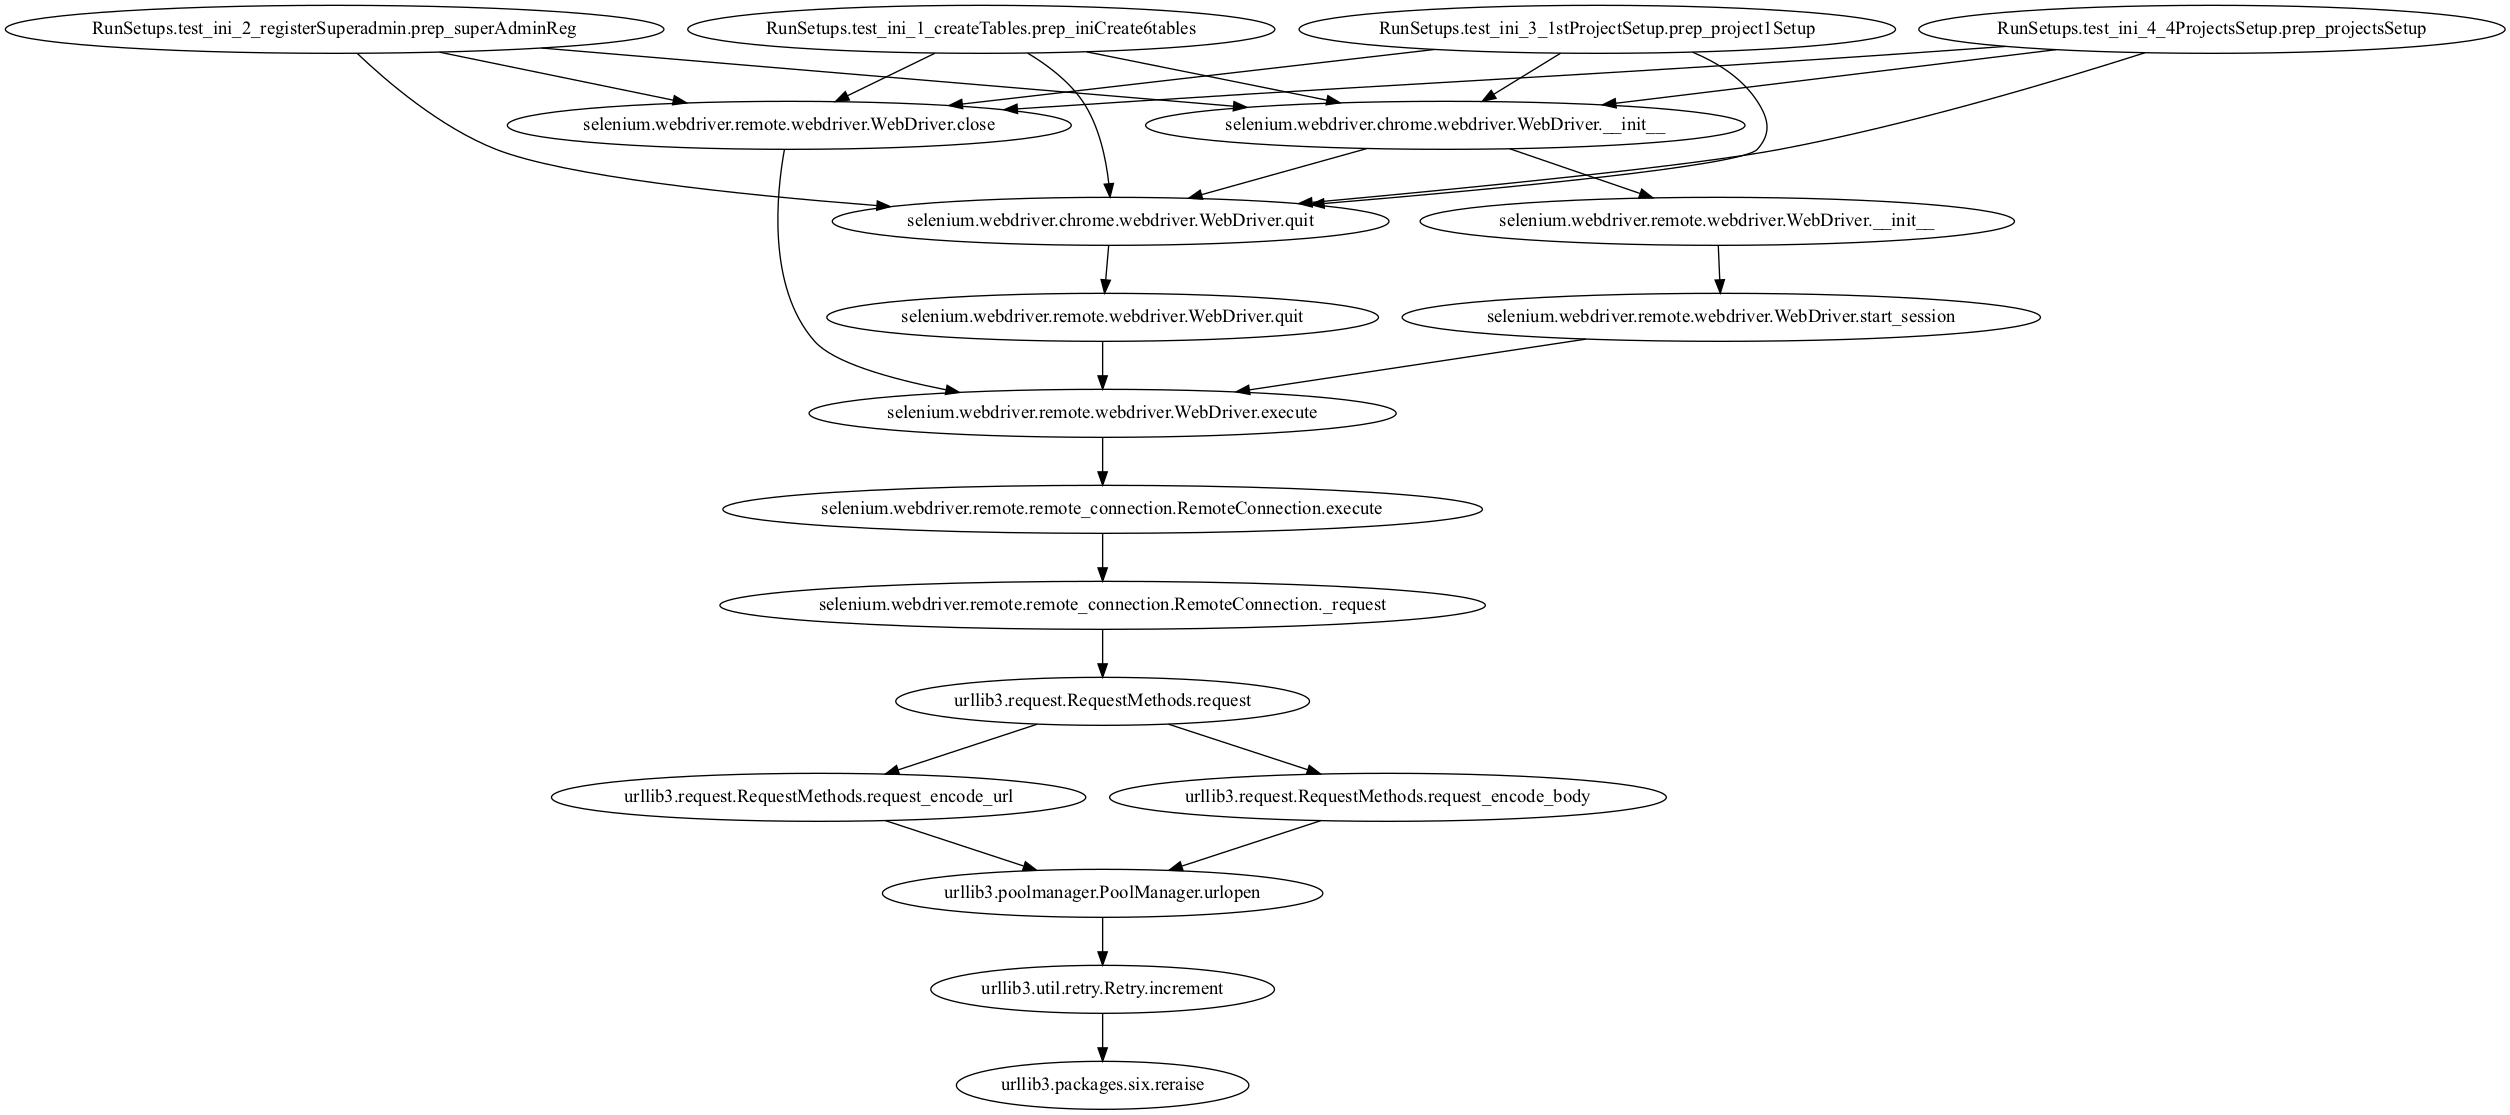 RunSetups.test_ini_2_registerSuperadmin.prep_superAdminReg
RunSetups.test_ini_1_createTables.prep_iniCreate6tables
RunSetups.test_ini_3_1stProjectSetup.prep_project1Setup
RunSetups.test_ini_4_4ProjectsSetup.prep_projectsSetup
selenium.webdriver.remote.webdriver.WebDriver.close
selenium.webdriver.chrome.webdriver.WebDriver.__init__
selenium.webdriver.chrome.webdriver.WebDriver.quit
selenium.webdriver.remote.webdriver.WebDriver.__init__
selenium.webdriver.remote.webdriver.WebDriver.quit
selenium.webdriver.remote.webdriver.WebDriver.start_session
selenium.webdriver.remote.webdriver.WebDriver.execute
selenium.webdriver.remote.remote_connection.RemoteConnection.execute
selenium.webdriver.remote.remote_connection.RemoteConnection._request
urllib3.request.RequestMethods.request
urllib3.request.RequestMethods.request_encode_url
urllib3.request.RequestMethods.request_encode_body
urllib3.poolmanager.PoolManager.urlopen
urllib3.util.retry.Retry.increment
urllib3.packages.six.reraise